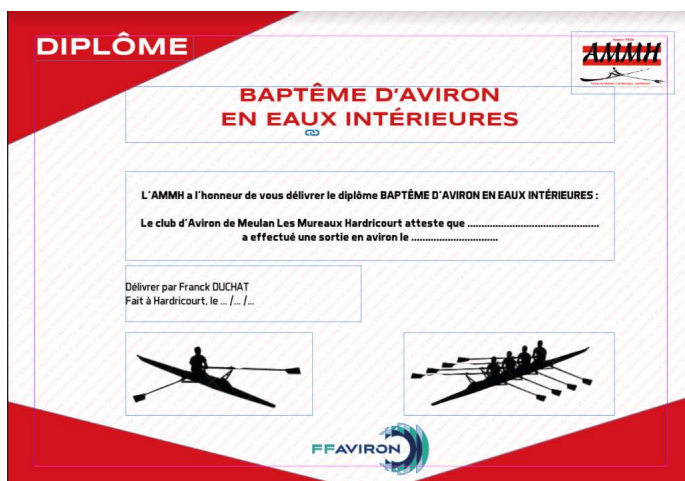 DIPLÔME
AMMH
BAPTÊME D'AVIRON
EN EAUX INTÉRIEURES
L'AMMH a l'honneur de vous délivrer le diplôme BAPTÊME D'AVIRON EN EAUX INTÉRIEURES :
Le club d'Aviron de Meulan Les Mureaux Hardricourt atteste que ................................................
a effectué une sortie en aviron le ...............................
Délivrer par Franck DUCHAT
Fait à Hardricourt, le ... /... /...
FFAVIRON